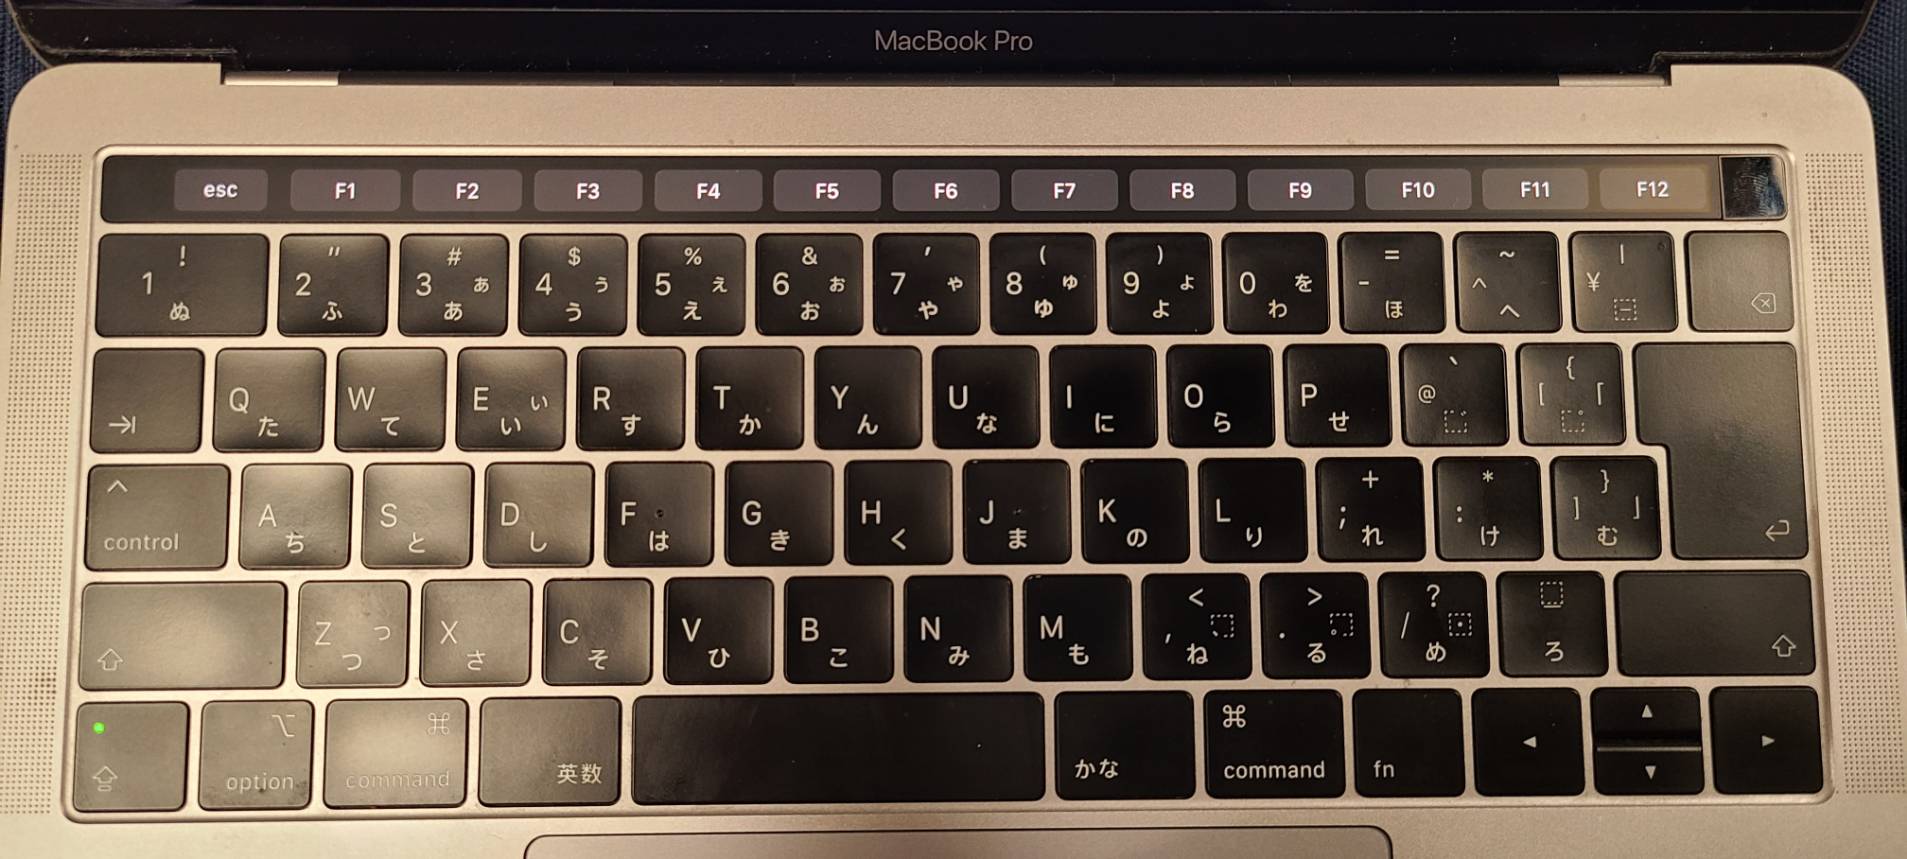 MacBook Pro
esc F1 F2 F3 F4 F5 F6 F7 F8 F9 F10 F11 F12
! " # $ % & ' ( ) = ~ |
1 2 3 ぁ 4 ぅ 5 ぇ 6 ぉ 7 ゃ 8 ゅ 9 ょ 0 を - ^ ¥
ぬ ふ あ う え お や ゆ よ わ ほ へ
` {
Q W E ぃ R T Y U I O P @ [ 「
た て い す か ん な に ら せ
+ * }
A S D F G H J K L ; : ] 」
control ち と し は き く ま の り れ け む
< > ?
Z っ X C V B N M , . /
つ さ そ ひ こ み も ね る め ろ
⌥ ⌘ ⌘
option command 英数 かな command fn